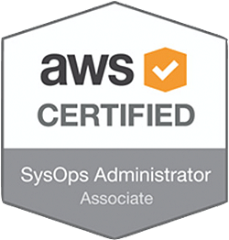 aws
CERTIFIED
SysOps Administrator
Associate